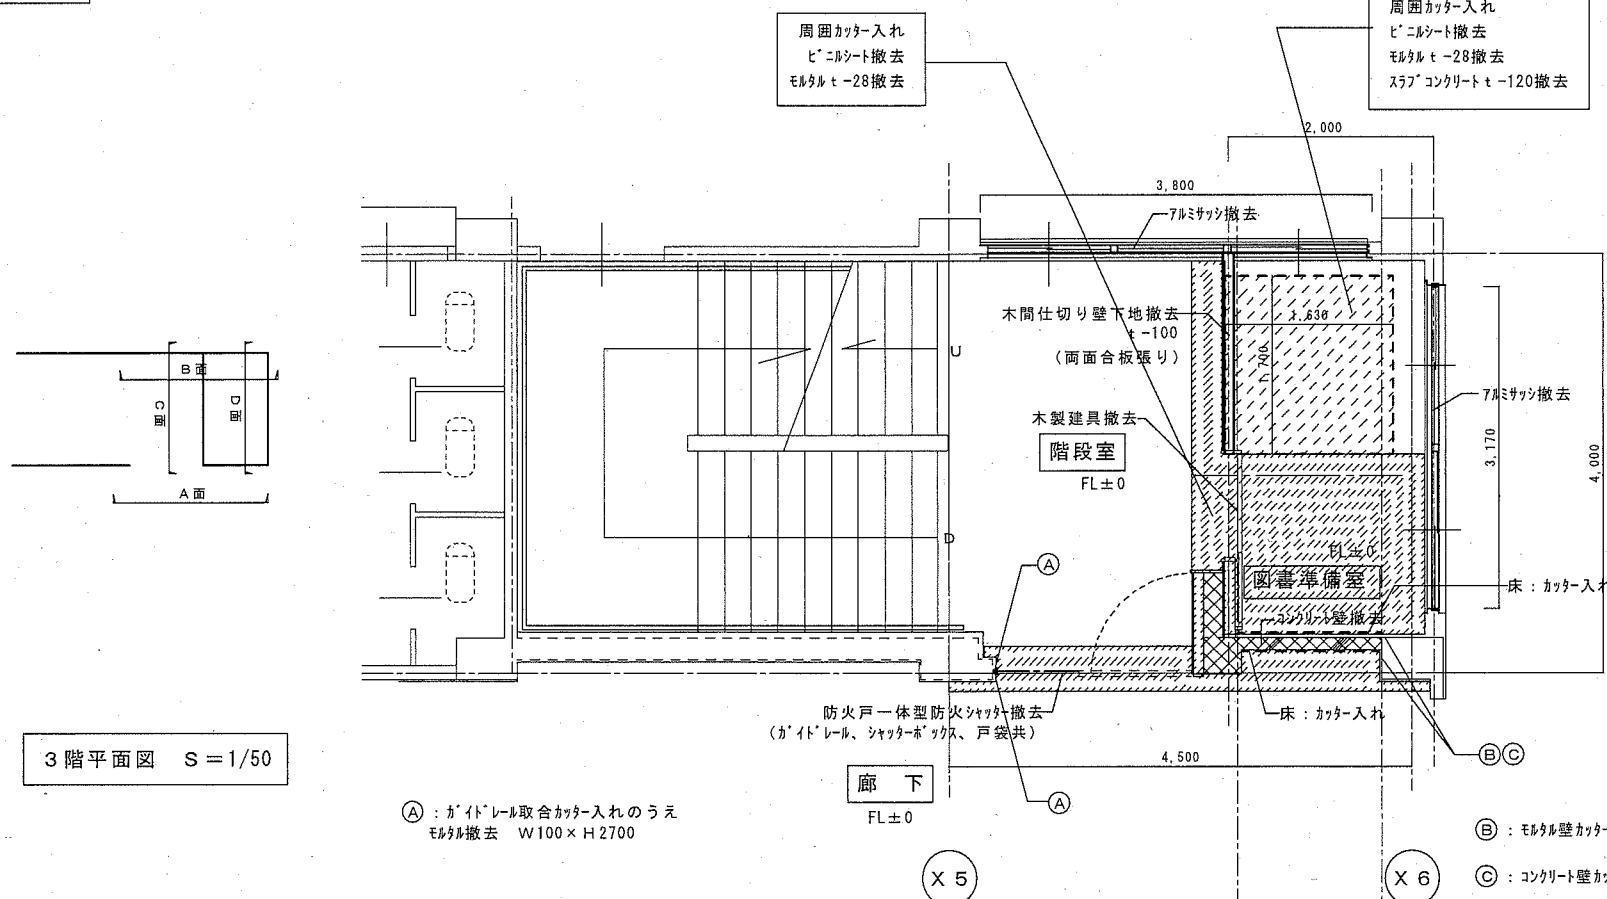 周囲カッター入れ
ビニルシート撤去
モルタルt-28撤去
周囲カッター入れ
ビニルシート撤去
モルタルt-28撤去
スラブコンクリートt-120撤去
2,000
3,800
アルミサッシ撤去
木間仕切り壁下地撤去
t-100
(両面合板張り)
1,630
1,700
U
B面
C面
D面
A面
木製建具撤去
階段室
FL±0
アルミサッシ撤去
3,170
4,000
D
A
FL±0
図書準備室
床:カッター入れ
コンクリート壁撤去
防火戸一体型防火シャッター撤去
(ガイドレール、シャッターボックス、戸袋共)
床:カッター入れ
3階平面図 S=1/50
4,500
B C
廊下
FL±0
A
A:ガイドレール取合カッター入れのうえ
モルタル撤去 W100×H2700
B:モルタル壁カッター
X5
X6
C:コンクリート壁カッ